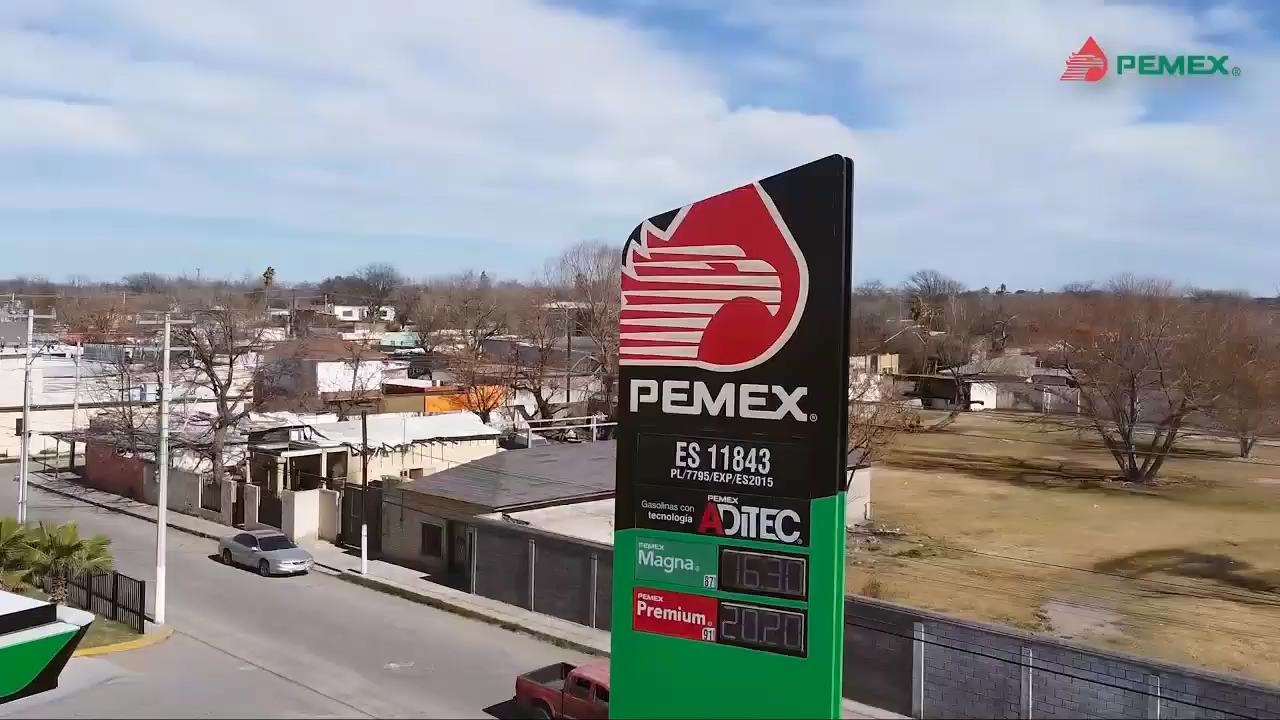 PEMEX®
PEMEX®
ES 11843
PL/7795/EXP/ES2015
Gasolinas con
tecnología
PEMEX
ADITEC
PEMEX
Magna®
87
16.30
PEMEX
Premium®
91
20.20